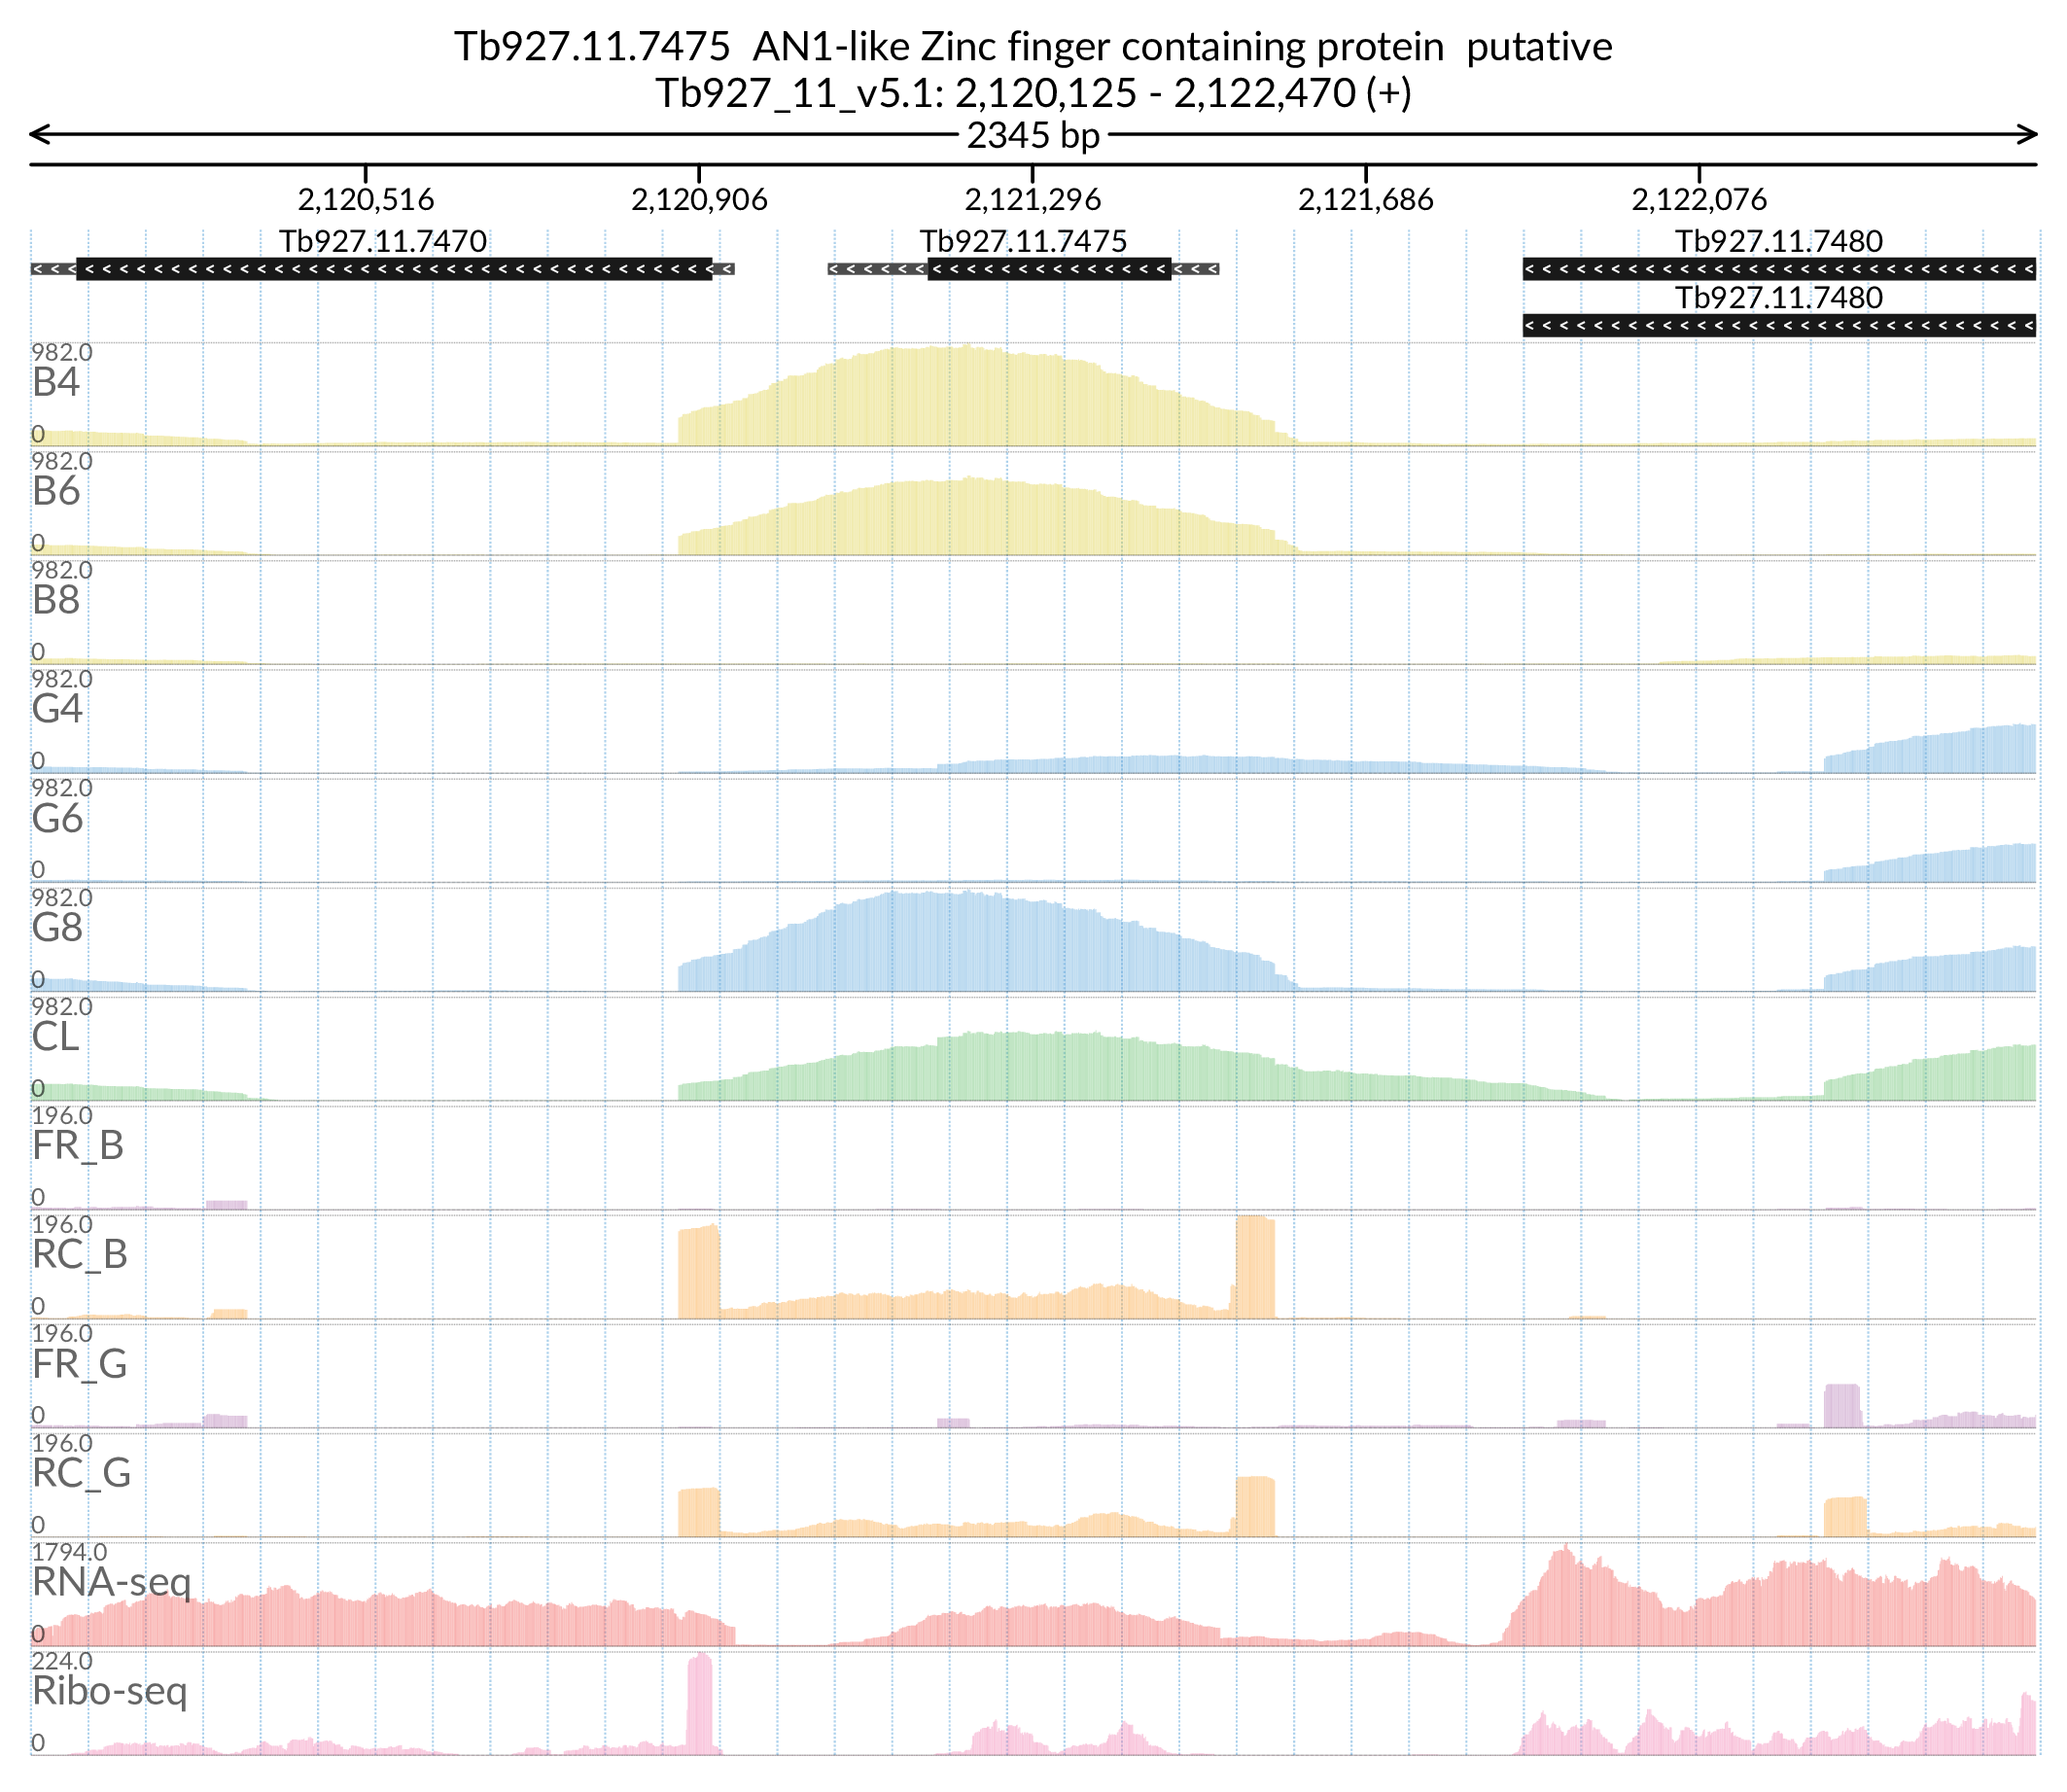 Tb927.11.7475  AN1-like Zinc finger containing protein  putative
Tb927_11_v5.1: 2,120,125 - 2,122,470 (+)
2345 bp
2,120,516 2,120,906 2,121,296 2,121,686 2,122,076
Tb927.11.7470 Tb927.11.7475 Tb927.11.7480
Tb927.11.7480
982.0
B4
0
982.0
B6
0
982.0
B8
0
982.0
G4
0
982.0
G6
0
982.0
G8
0
982.0
CL
0
196.0
FR_B
0
196.0
RC_B
0
196.0
FR_G
0
196.0
RC_G
0
1794.0
RNA-seq
0
224.0
Ribo-seq
0